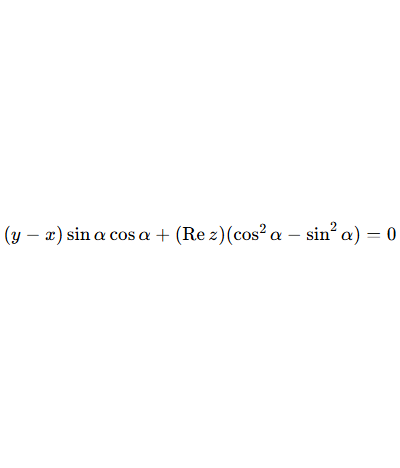 (y − x) sin α cos α + (Re z)(cos² α − sin² α) = 0